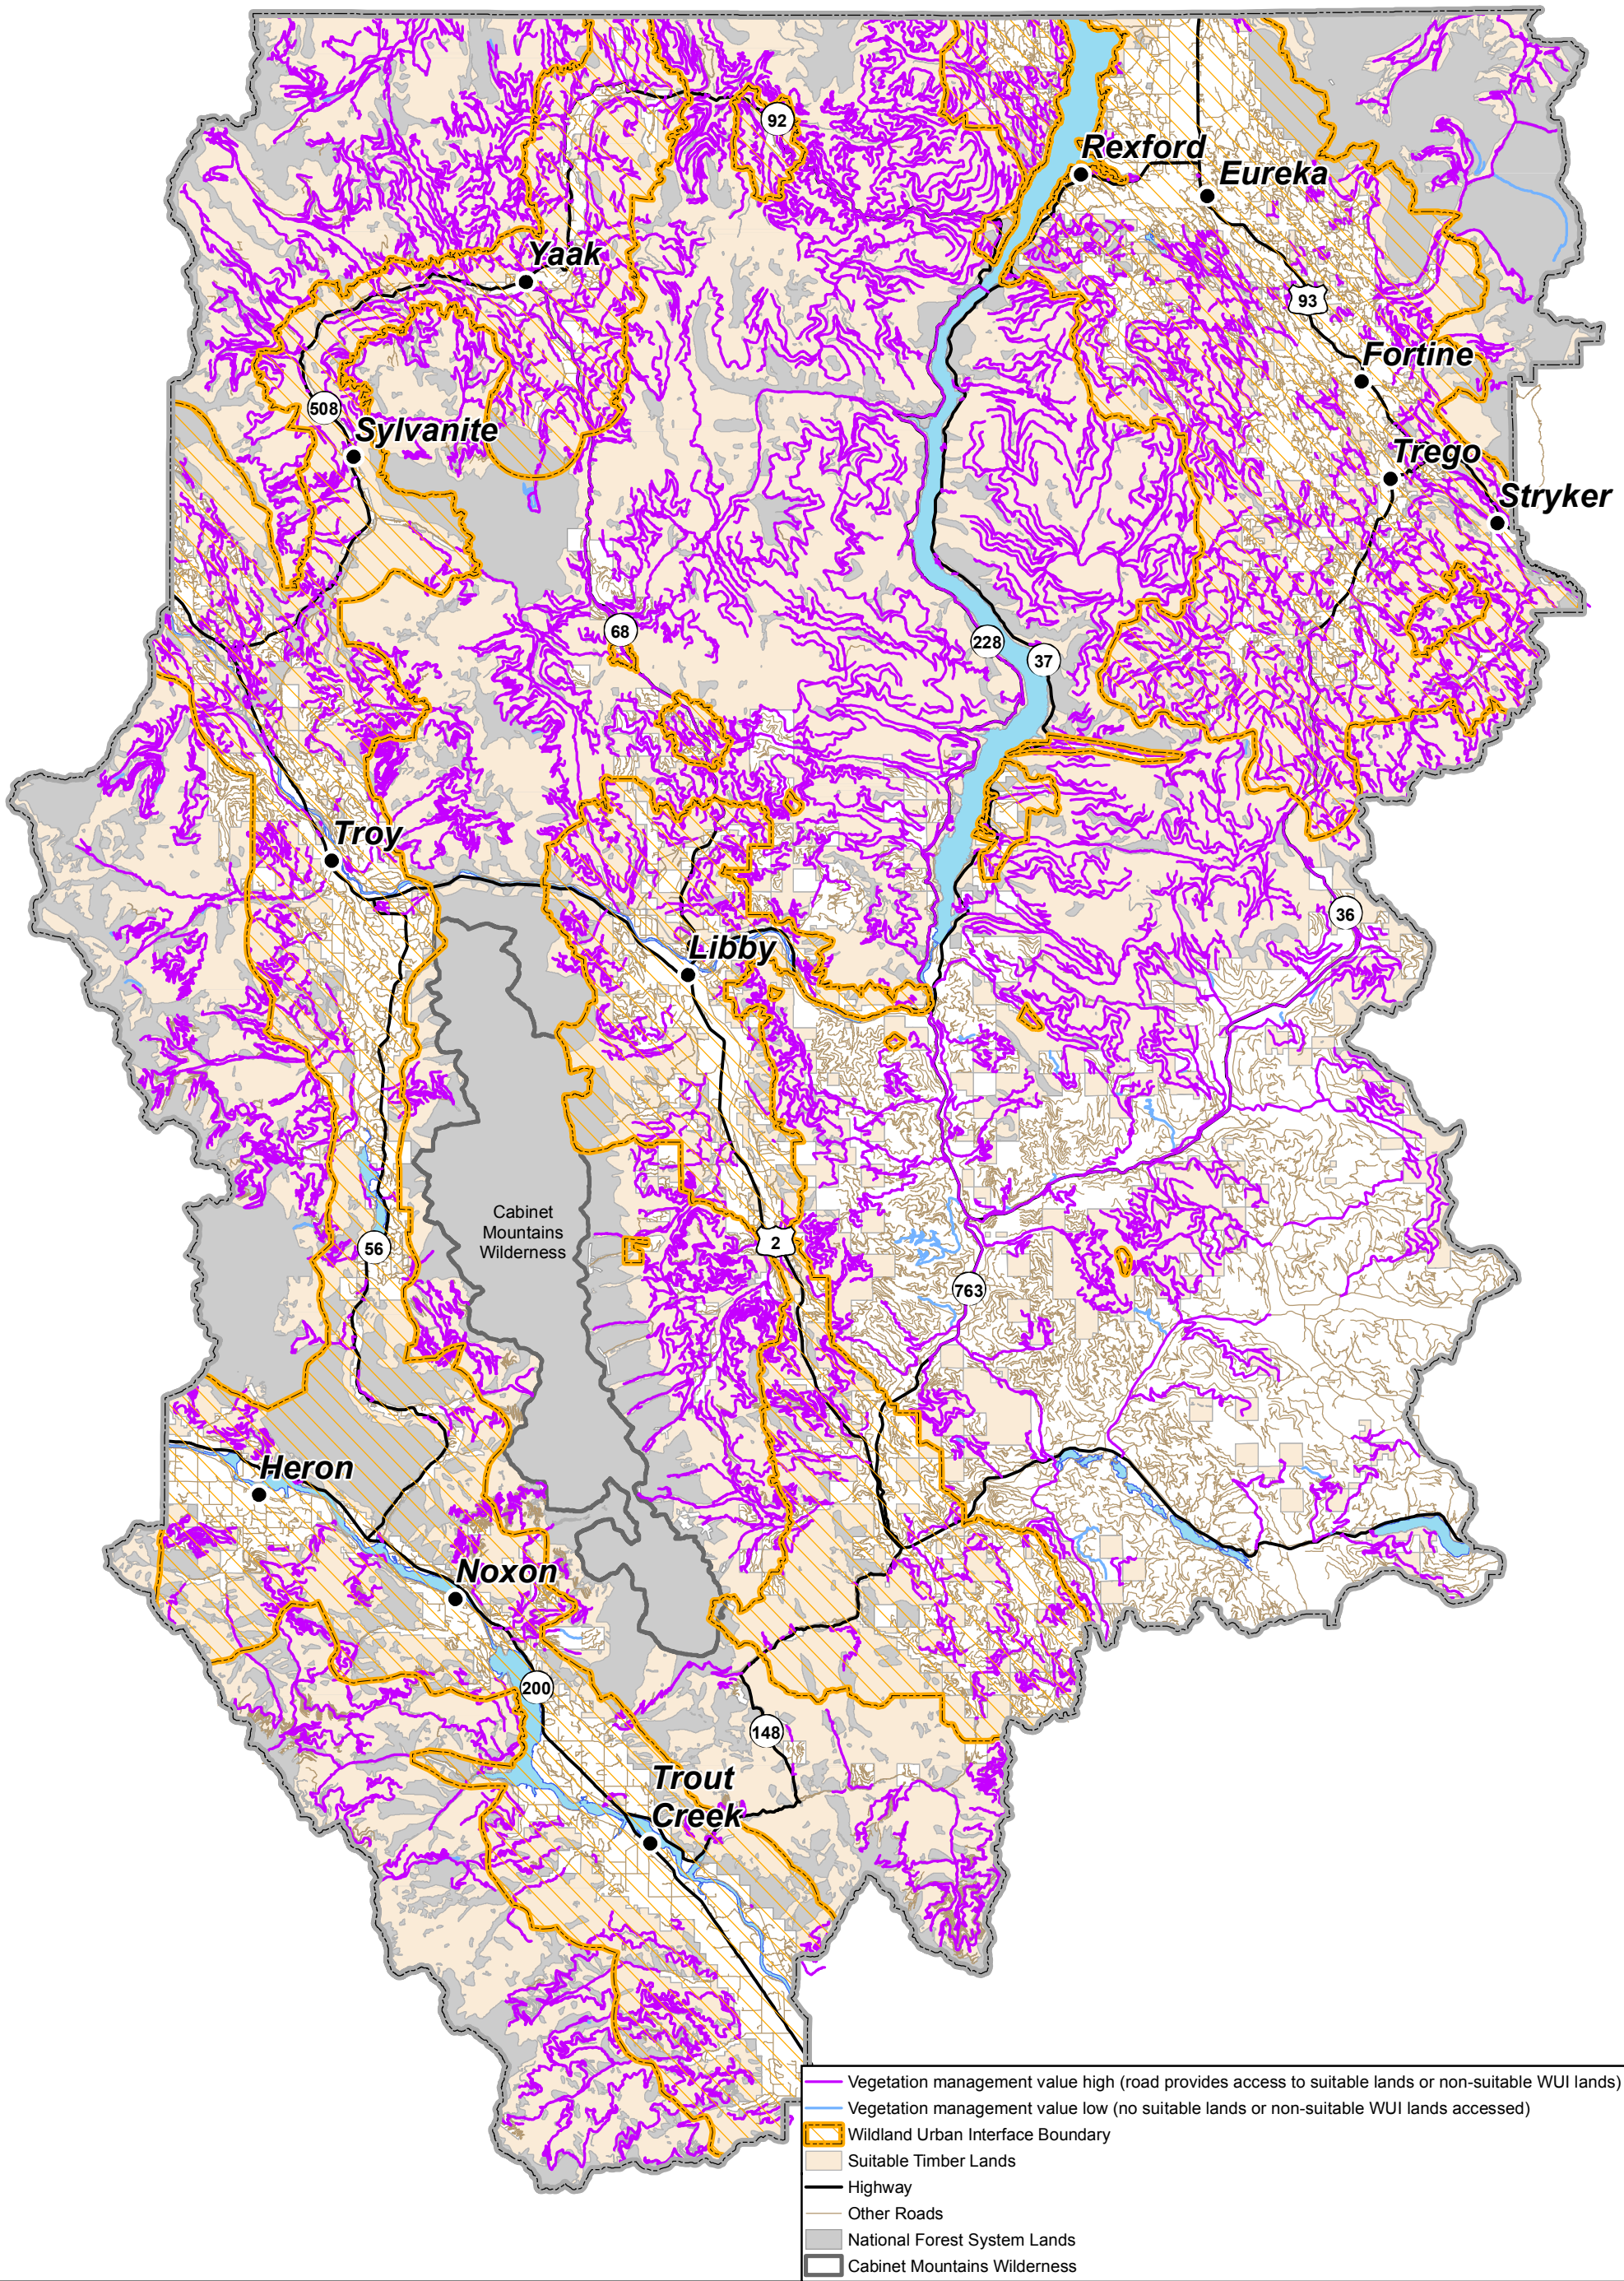 92
Rexford
Eureka
Yaak
93
Fortine
508
Sylvanite
Trego
Stryker
68
228
37
Troy
36
Libby
Cabinet
Mountains
Wilderness
56
2
763
Heron
Noxon
200
148
Trout
Creek
Vegetation management value high (road provides access to suitable lands or non-suitable WUI lands)
Vegetation management value low (no suitable lands or non-suitable WUI lands accessed)
Wildland Urban Interface Boundary
Suitable Timber Lands
Highway
Other Roads
National Forest System Lands
Cabinet Mountains Wilderness